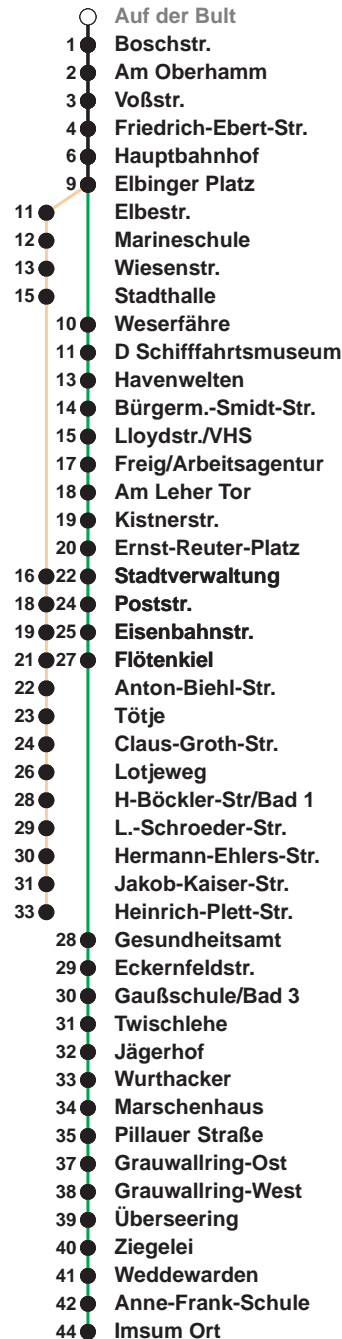 Auf der Bult
1 Boschstr.
2 Am Oberhamm
3 Voßstr.
4 Friedrich-Ebert-Str.
6 Hauptbahnhof
9 Elbinger Platz
11 Elbestr.
12 Marineschule
13 Wiesenstr.
15 Stadthalle
10 Weserfähre
11 D Schifffahrtsmuseum
13 Havenwelten
14 Bürgerm.-Smidt-Str.
15 Lloydstr./VHS
17 Freig/Arbeitsagentur
18 Am Leher Tor
19 Kistnerstr.
20 Ernst-Reuter-Platz
16 22 Stadtverwaltung
18 24 Poststr.
19 25 Eisenbahnstr.
21 27 Flötenkiel
22 Anton-Biehl-Str.
23 Tötje
24 Claus-Groth-Str.
26 Lotjeweg
28 H-Böckler-Str/Bad 1
29 L.-Schroeder-Str.
30 Hermann-Ehlers-Str.
31 Jakob-Kaiser-Str.
33 Heinrich-Plett-Str.
28 Gesundheitsamt
29 Eckernfeldstr.
30 Gaußschule/Bad 3
31 Twischlehe
32 Jägerhof
33 Wurthacker
34 Marschenhaus
35 Pillauer Straße
37 Grauwallring-Ost
38 Grauwallring-West
39 Überseering
40 Ziegelei
41 Weddewarden
42 Anne-Frank-Schule
44 Imsum Ort